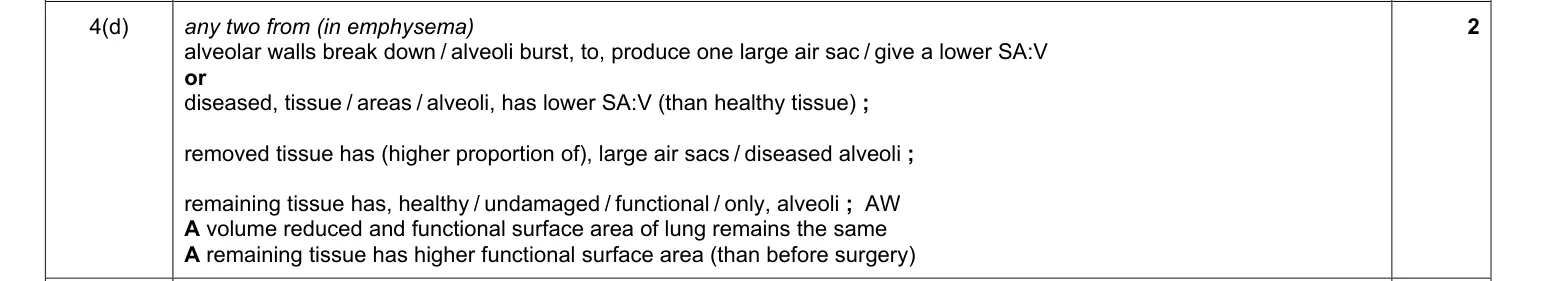 4(d) any two from (in emphysema) 2
alveolar walls break down / alveoli burst, to, produce one large air sac / give a lower SA:V
or
diseased, tissue / areas / alveoli, has lower SA:V (than healthy tissue) ;
removed tissue has (higher proportion of), large air sacs / diseased alveoli ;
remaining tissue has, healthy / undamaged / functional / only, alveoli ; AW
A volume reduced and functional surface area of lung remains the same
A remaining tissue has higher functional surface area (than before surgery)